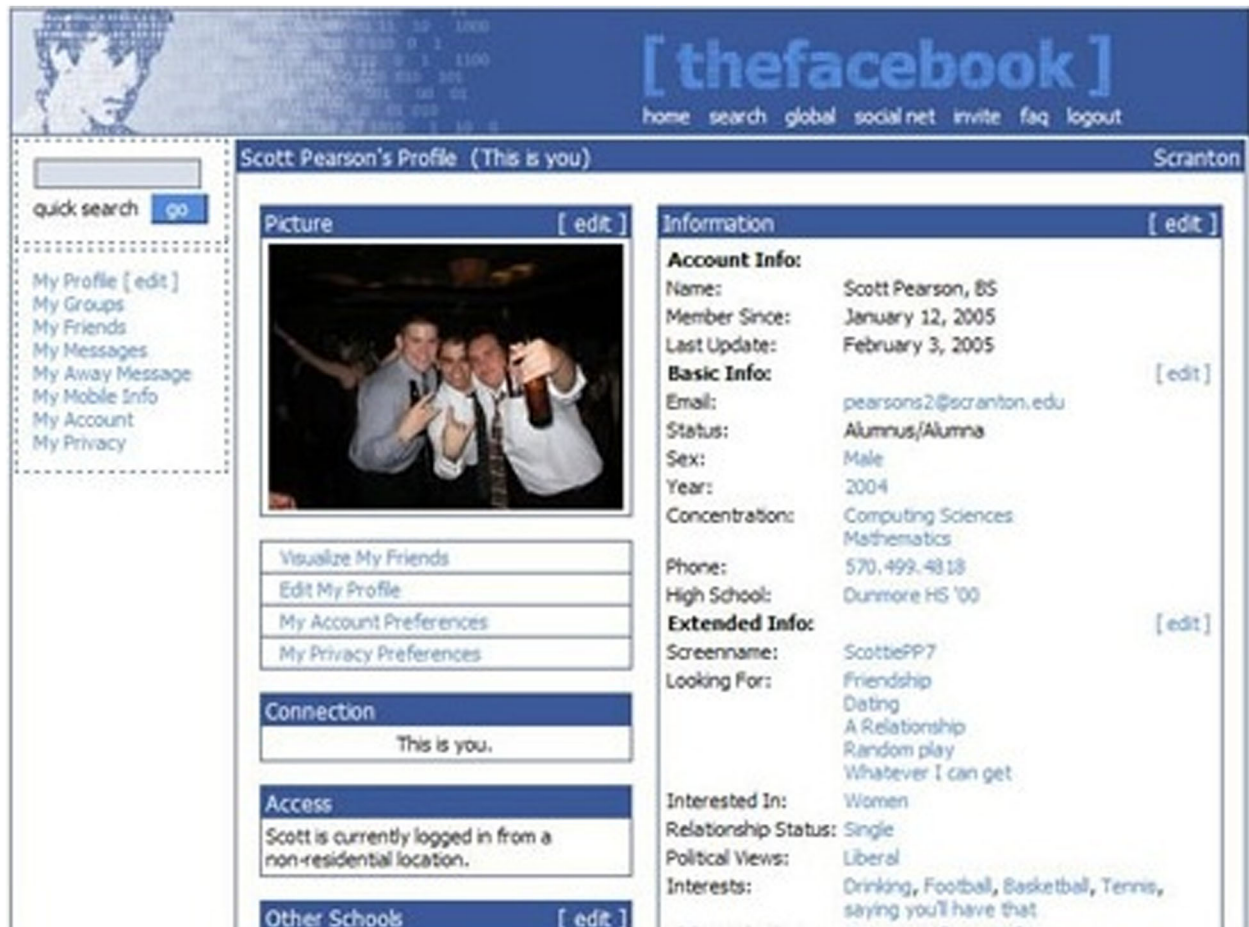 [ thefacebook ]
home search global social net invite faq logout
quick search go
My Profile [ edit ]
My Groups
My Friends
My Messages
My Away Message
My Mobile Info
My Account
My Privacy
Scott Pearson's Profile (This is you) Scranton
Picture [ edit ]
Visualize My Friends
Edit My Profile
My Account Preferences
My Privacy Preferences
Connection
This is you.
Access
Scott is currently logged in from a
non-residential location.
Other Schools [ edit ]
Information [ edit ]
Account Info:
Name: Scott Pearson, BS
Member Since: January 12, 2005
Last Update: February 3, 2005
Basic Info: [ edit ]
Email: pearsons2@scranton.edu
Status: Alumnus/Alumna
Sex: Male
Year: 2004
Concentration: Computing Sciences
Mathematics
Phone: 570.499.4818
High School: Dunmore HS '00
Extended Info: [ edit ]
Screenname: ScottiePP7
Looking For: Friendship
Dating
A Relationship
Random play
Whatever I can get
Interested In: Women
Relationship Status: Single
Political Views: Liberal
Interests: Drinking, Football, Basketball, Tennis,
saying you'll have that